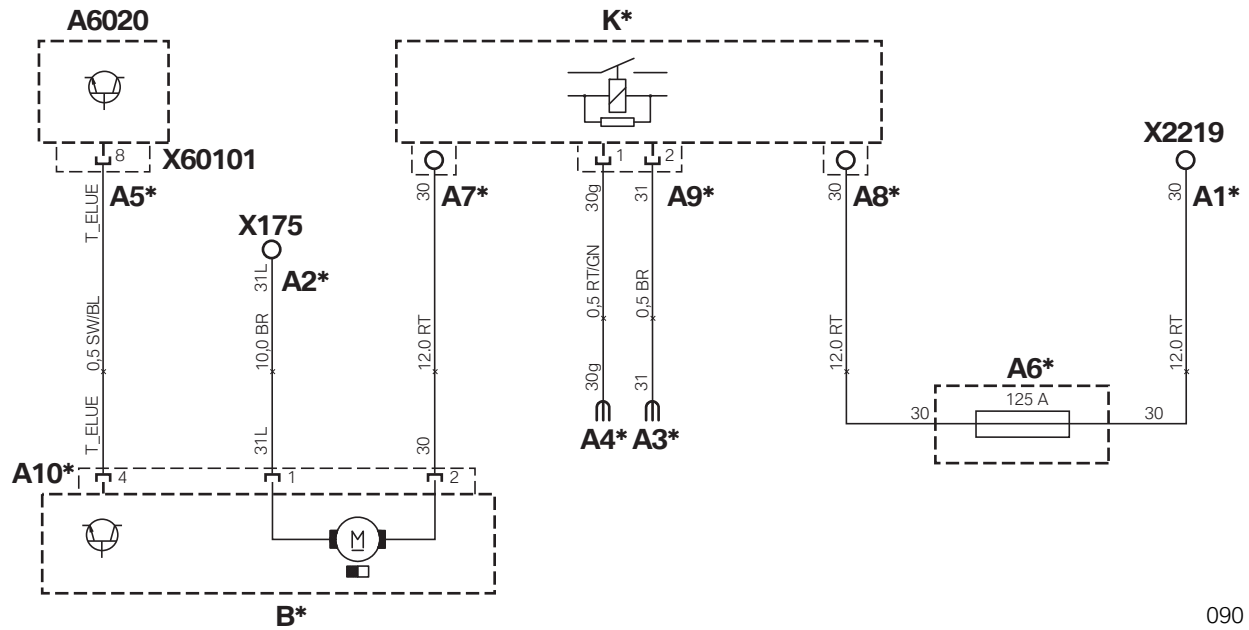 A6020
K*
X2219
8
X60101
1
2
A5*
30
A7*
30g
31
A9*
30
A8*
30
A1*
T_ELUE
X175
31L
A2*
0,5 SW/BL
10,0 BR
12.0 RT
0,5 RT/GN
0,5 BR
12.0 RT
12.0 RT
A6*
125 A
30
30
30g
31
A4*
A3*
T_ELUE
31L
30
A10*
4
1
2
M
B*
090